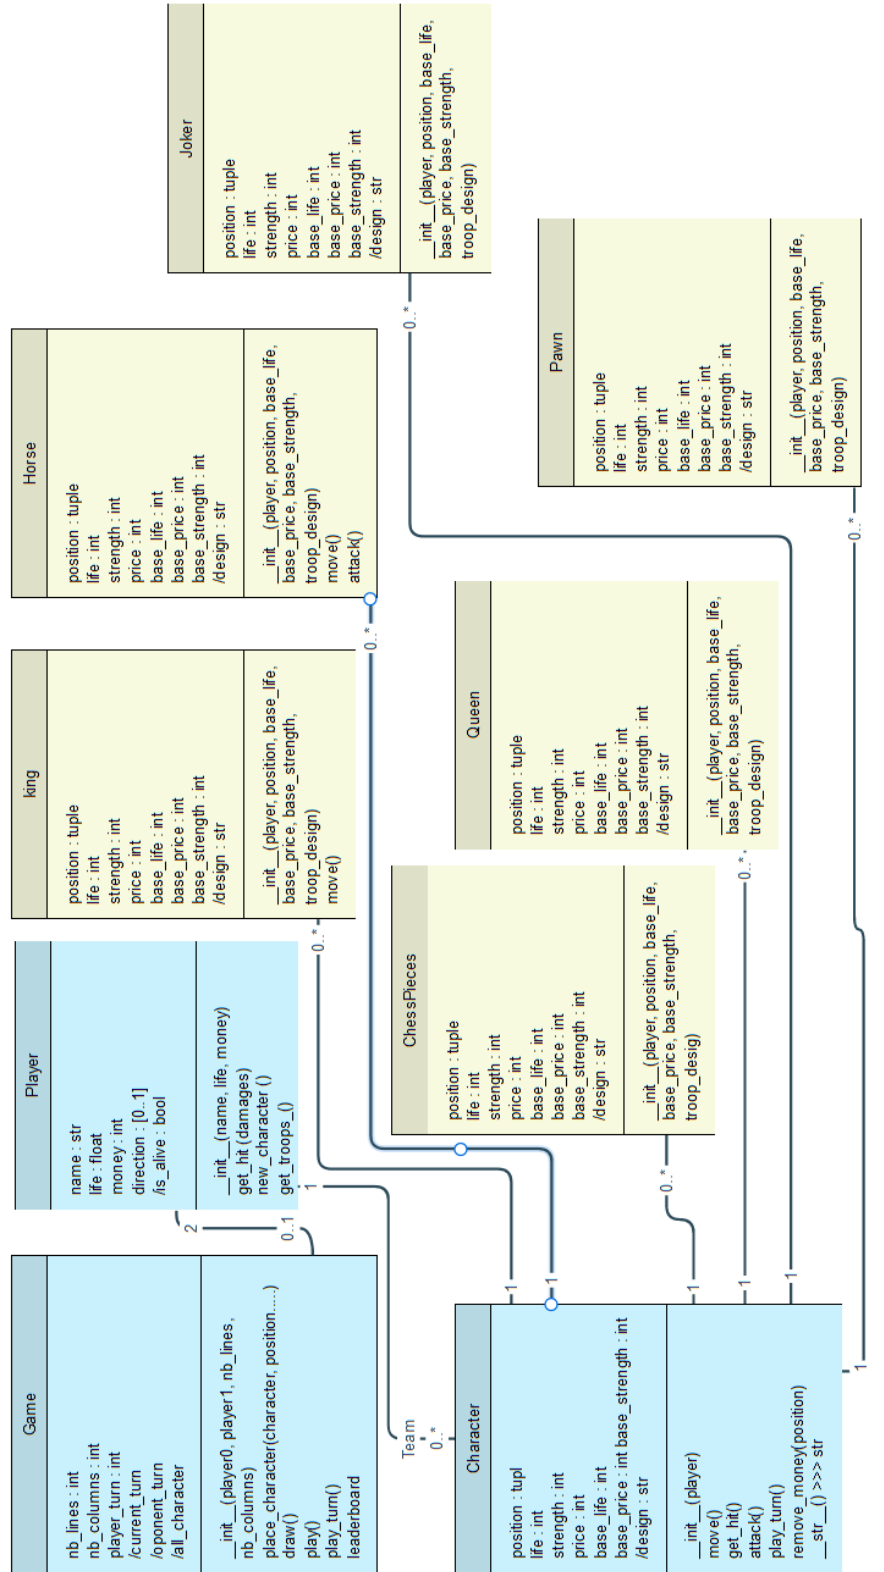 Game
nb_lines : int
nb_columns : int
player_turn : int
/current_turn
/oponent_turn
/all_character
__init__(player0, player1, nb_lines,
nb_columns)
place_character(character, position.....)
draw()
play()
play_turn()
leaderboard
2
0..1
Player
name : str
life : float
money : int
direction : [0..1]
/is_alive : bool
__init__(name, life, money)
get_hit (damages)
new_character ()
get_troops_()
1
Team
0..*
king
position : tuple
life : int
strength : int
price : int
base_life : int
base_price : int
base_strength : int
/design : str
__init__(player, position, base_life,
base_price, base_strength,
troop_design)
move()
0..*
1
Horse
position : tuple
life : int
strength : int
price : int
base_life : int
base_price : int
base_strength : int
/design : str
__init__(player, position, base_life,
base_price, base_strength,
troop_design)
move()
attack()
0..*
1
Joker
position : tuple
life : int
strength : int
price : int
base_life : int
base_price : int
base_strength : int
/design : str
__init__(player, position, base_life,
base_price, base_strength,
troop_design)
0..*
1
Character
position : tupl
life : int
strength : int
price : int
base_life : int
base_price : int base_strength : int
/design : str
__init__(player)
move()
get_hit()
attack()
play_turn()
remove_money(position)
__str__() >>> str
ChessPieces
position : tuple
life : int
strength : int
price : int
base_life : int
base_price : int
base_strength : int
/design : str
__init__(player, position, base_life,
base_price, base_strength,
troop_desig)
0..*
1
Queen
position : tuple
life : int
strength : int
price : int
base_life : int
base_price : int
base_strength : int
/design : str
__init__(player, position, base_life,
base_price, base_strength,
troop_design)
0..*
1
Pawn
position : tuple
life : int
strength : int
price : int
base_life : int
base_price : int
base_strength : int
/design : str
__init__(player, position, base_life,
base_price, base_strength,
troop_design)
0..*
1